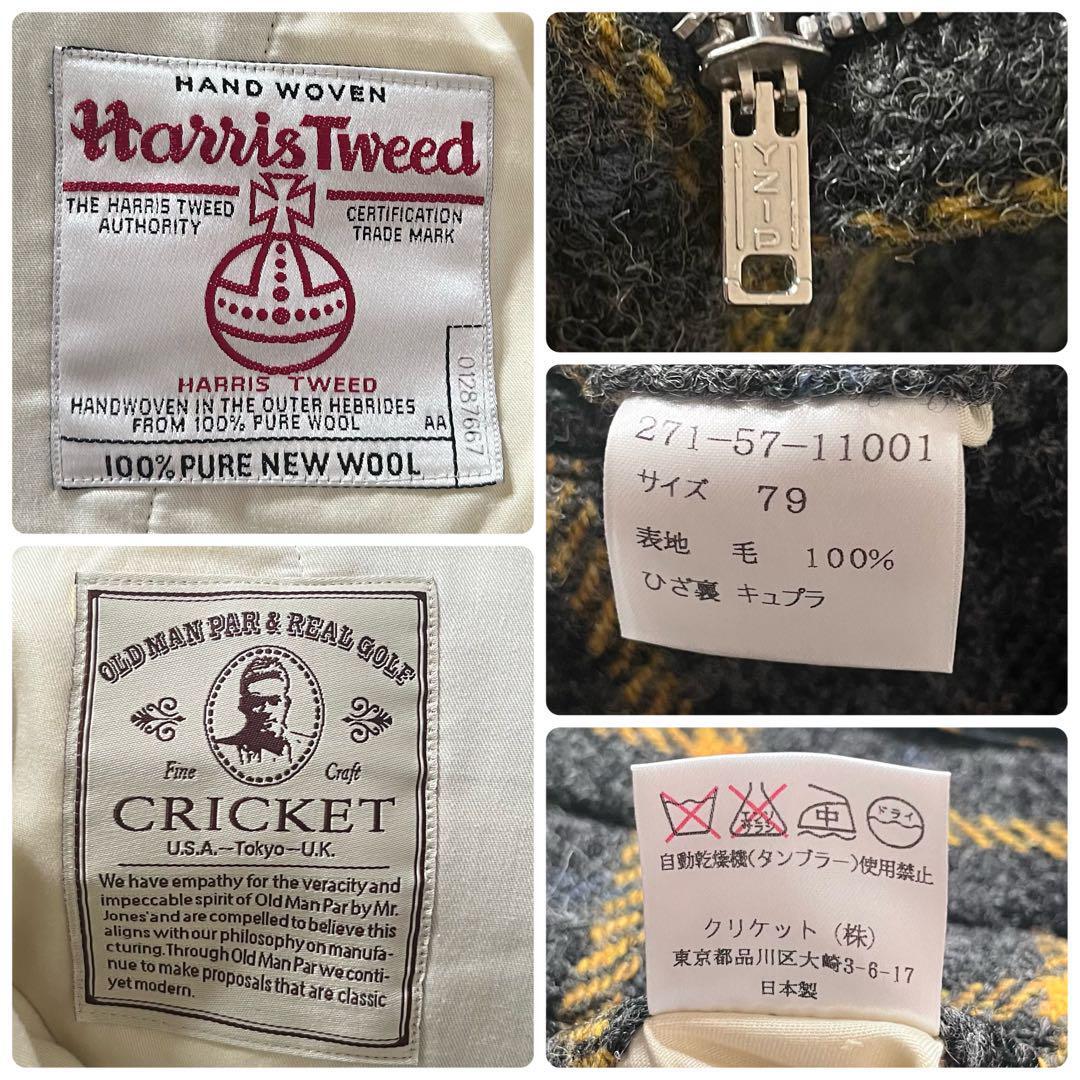 HAND WOVEN
Harris Tweed
THE HARRIS TWEED
AUTHORITY
CERTIFICATION
TRADE MARK
HARRIS TWEED
HANDWOVEN IN THE OUTER HEBRIDES
FROM 100% PURE WOOL
AA
01287667
100% PURE NEW WOOL
YZIP
271-57-11001
サイズ 79
表地 毛 100%
ひざ裏 キュプラ
OLD MAN PAR & REAL GOLF
Fine Craft
CRICKET
U.S.A.-Tokyo-U.K.
We have empathy for the veracity and
impeccable spirit of Old Man Par by Mr.
Jones'and are compelled to believe this
aligns with our philosophy on manufa-
cturing.Through Old Man Par we conti-
nue to make proposals that are classic
yet modern.
エンソ
サラシ
中
ドライ
自動乾燥機(タンブラー)使用禁止
クリケット (株)
東京都品川区大崎3-6-17
日本製